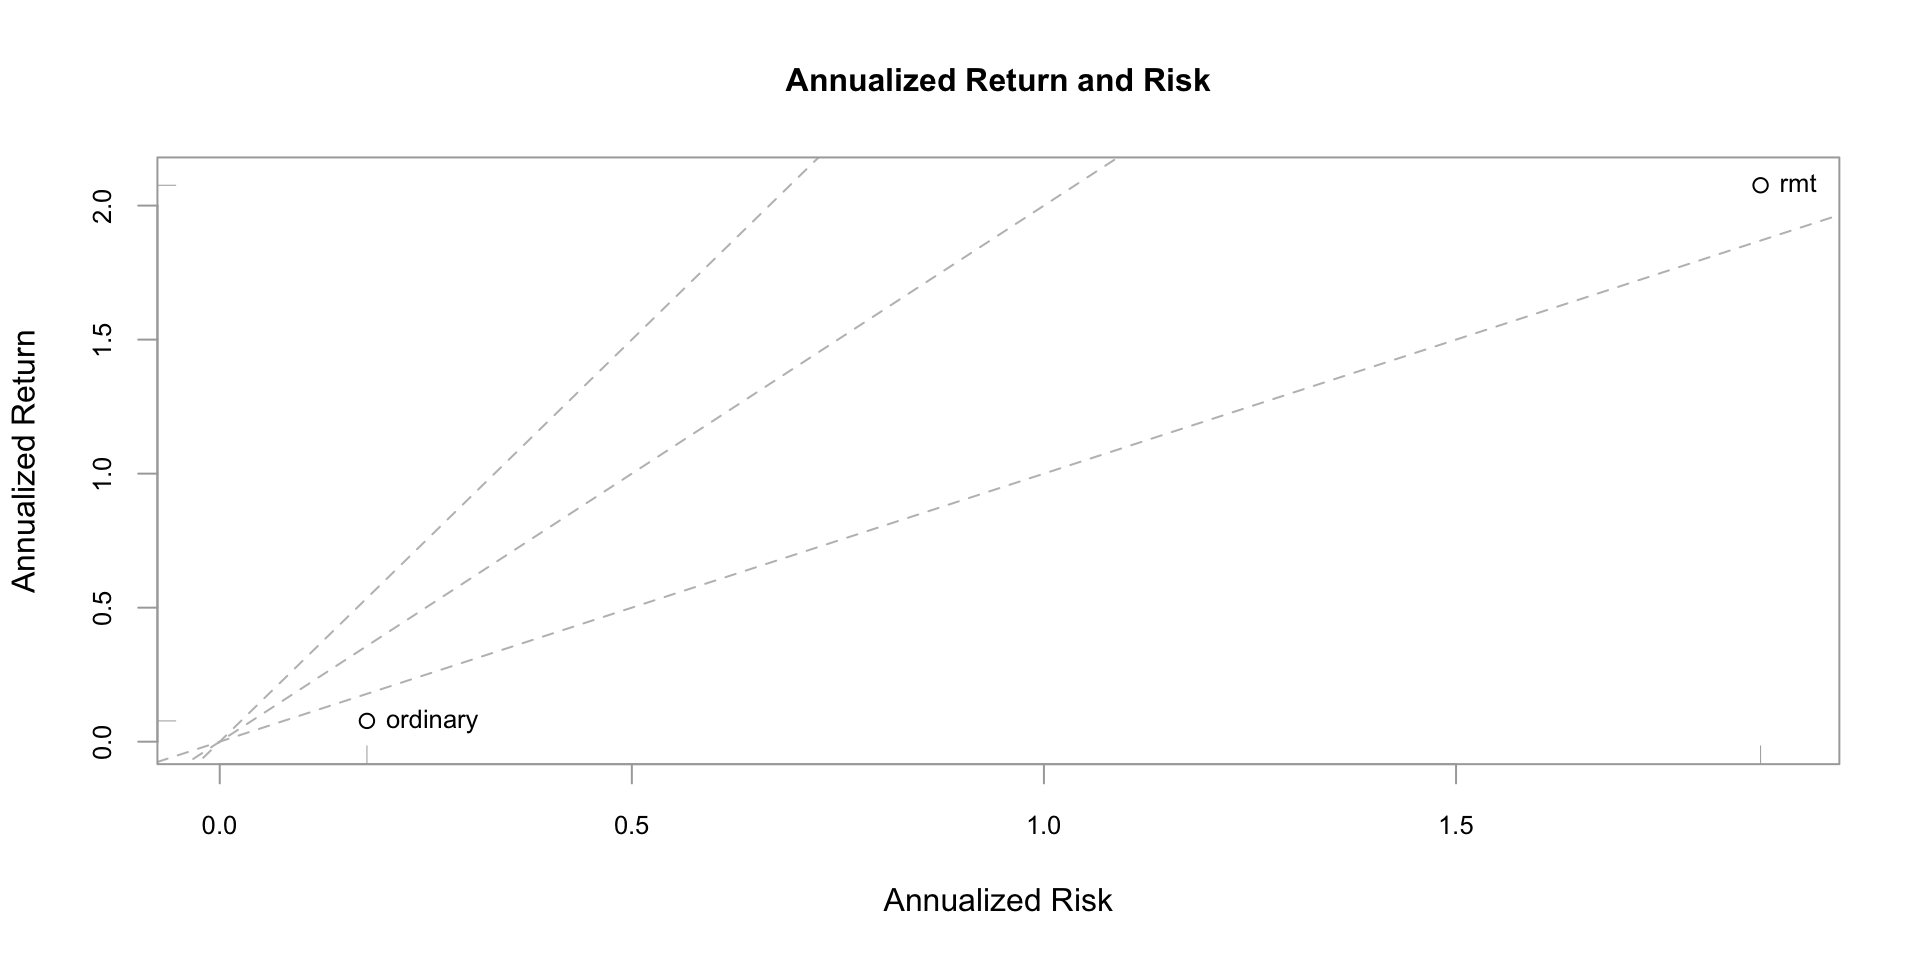 Annualized Return and Risk
Annualized Return
2.0
1.5
1.0
0.5
0.0
rmt
ordinary
0.0 0.5 1.0 1.5
Annualized Risk